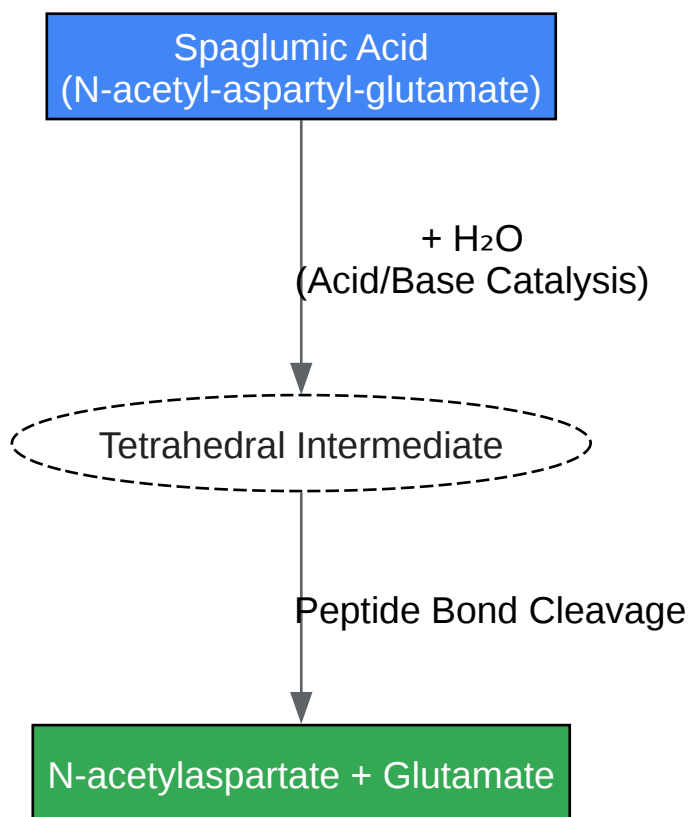 Spaglumic Acid
(N-acetyl-aspartyl-glutamate)
+ H₂O
(Acid/Base Catalysis)
Tetrahedral Intermediate
Peptide Bond Cleavage
N-acetylaspartate + Glutamate